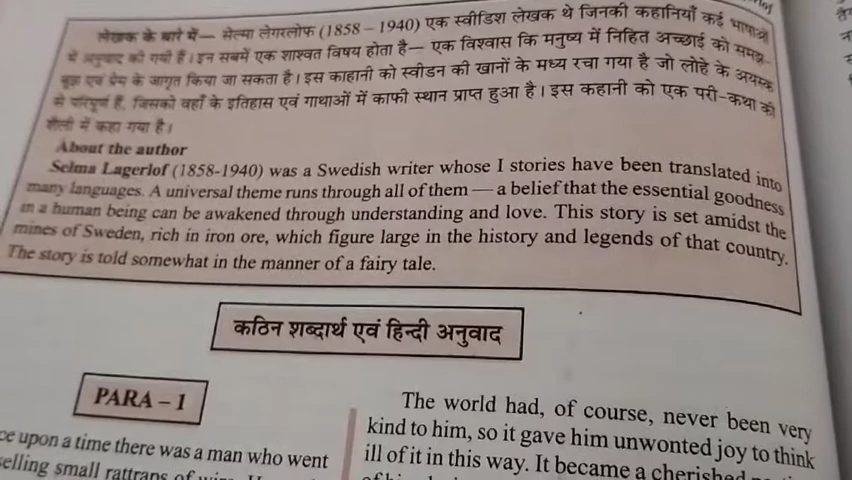 लेखक के बारे में— सेल्मा लेगरलोफ (1858 – 1940) एक स्वीडिश लेखक थे जिनकी कहानियाँ कई भाषाओं
में अनुवाद की गयी हैं। इन सबमें एक शाश्वत विषय होता है— एक विश्वास कि मनुष्य में निहित अच्छाई को समझ-
बूझ एवं प्रेम के जागृत किया जा सकता है। इस काहानी को स्वीडन की खानों के मध्य रचा गया है जो लोहे के अयस्क
से परिपूर्ण हैं, जिसको वहाँ के इतिहास एवं गाथाओं में काफी स्थान प्राप्त हुआ है। इस कहानी को एक परी-कथा की
शैली में कहा गया है।
About the author
Selma Lagerlof (1858-1940) was a Swedish writer whose I stories have been translated into
many languages. A universal theme runs through all of them — a belief that the essential goodness
in a human being can be awakened through understanding and love. This story is set amidst the
mines of Sweden, rich in iron ore, which figure large in the history and legends of that country.
The story is told somewhat in the manner of a fairy tale.
कठिन शब्दार्थ एवं हिन्दी अनुवाद
PARA – 1
upon a time there was a man who went
selling small rattraps of
The world had, of course, never been very
kind to him, so it gave him unwonted joy to think
ill of it in this way. It became a cherished